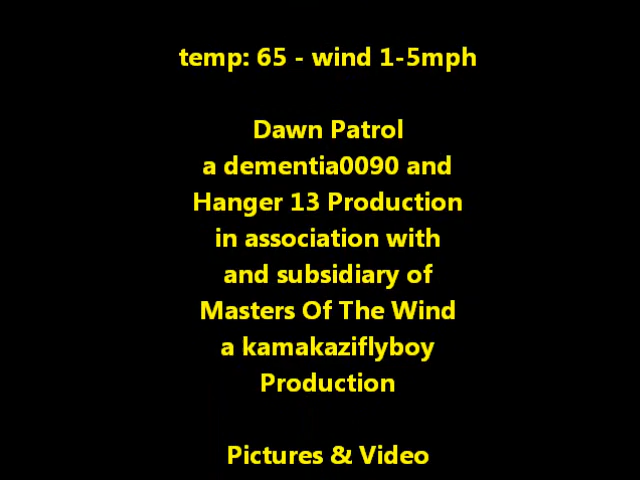 temp: 65 - wind 1-5mph
Dawn Patrol
a dementia0090 and
Hanger 13 Production
in association with
and subsidiary of
Masters Of The Wind
a kamakaziflyboy
Production
Pictures & Video